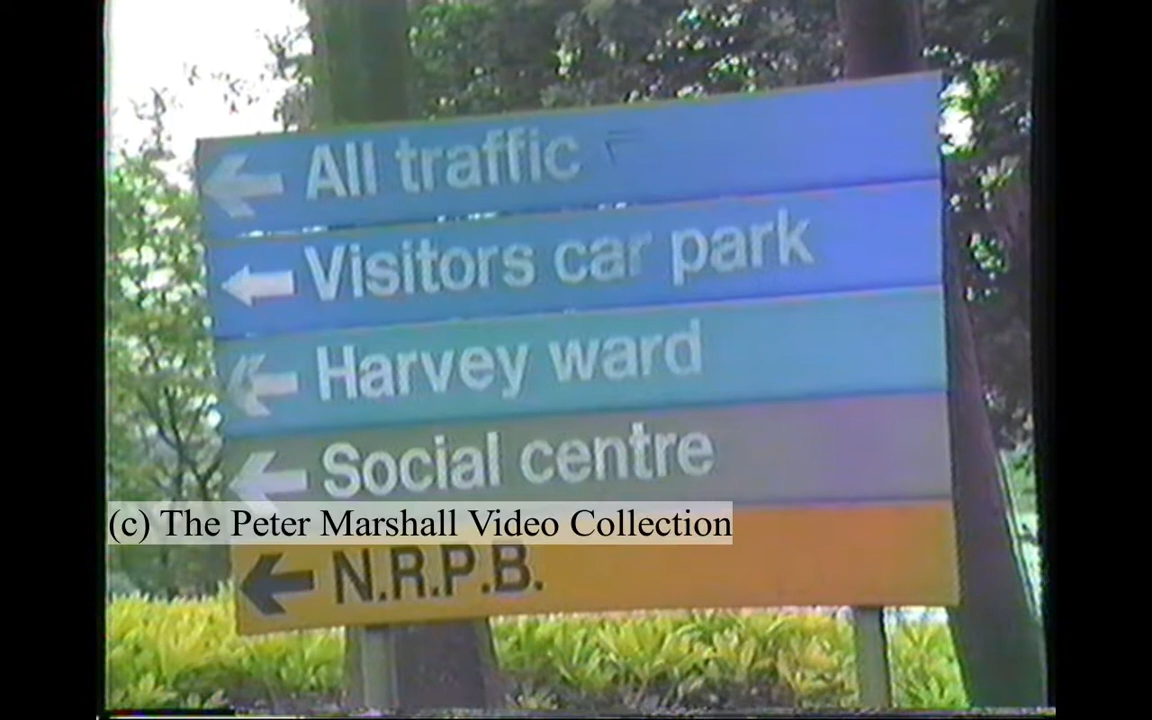 All traffic
Visitors car park
Harvey ward
Social centre
(c) The Peter Marshall Video Collection
N.R.P.B.